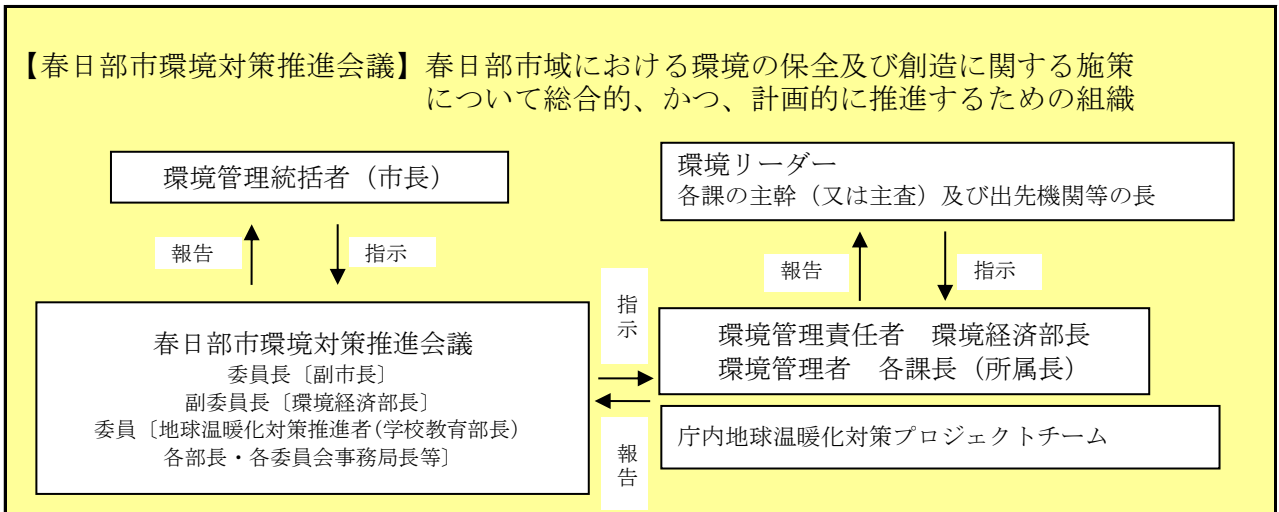 【春日部市環境対策推進会議】春日部市域における環境の保全及び創造に関する施策
について総合的、かつ、計画的に推進するための組織
環境管理統括者（市長）
報告
指示
春日部市環境対策推進会議
委員長〔副市長〕
副委員長〔環境経済部長〕
委員〔地球温暖化対策推進者(学校教育部長)
各部長・各委員会事務局長等〕
指示
報告
環境リーダー
各課の主幹（又は主査）及び出先機関等の長
報告
指示
環境管理責任者　環境経済部長
環境管理者　各課長（所属長）
庁内地球温暖化対策プロジェクトチーム